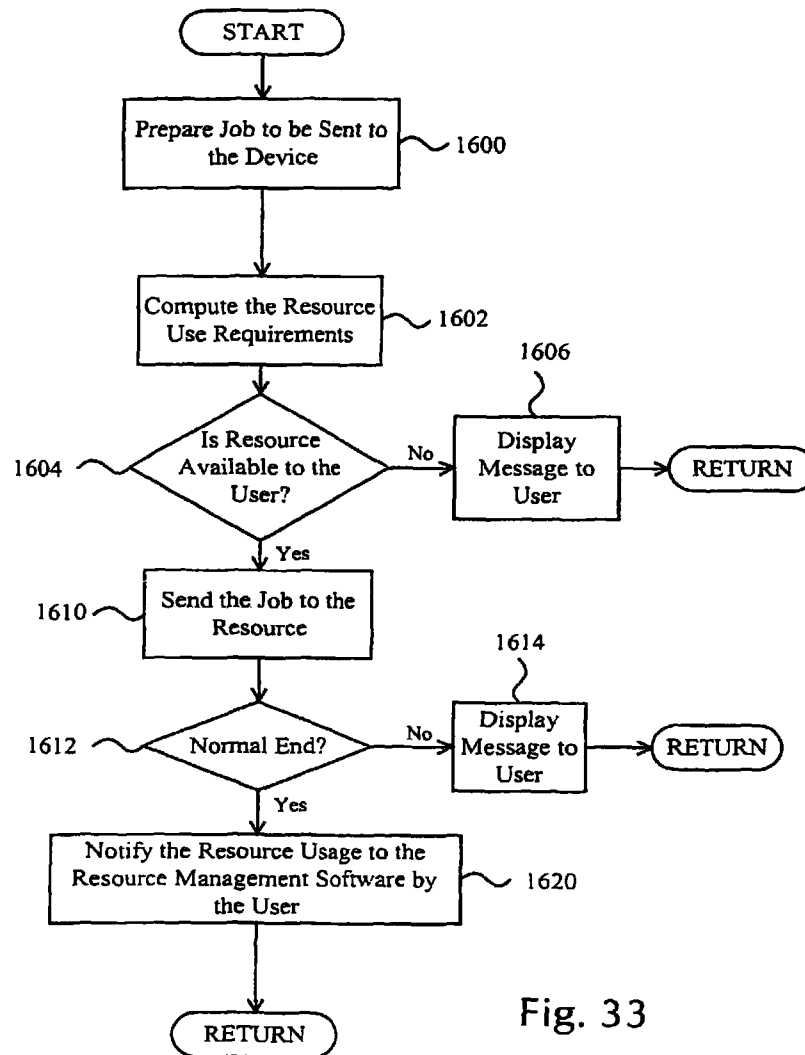 START
Prepare Job to be Sent to
the Device
1600
Compute the Resource
Use Requirements
1602
1606
1604
Is Resource
Available to the
User?
No
Display
Message to
User
RETURN
Yes
1610
Send the Job to the
Resource
1614
1612
Normal End?
No
Display
Message to
User
RETURN
Yes
Notify the Resource Usage to the
Resource Management Software by
the User
1620
RETURN
Fig. 33